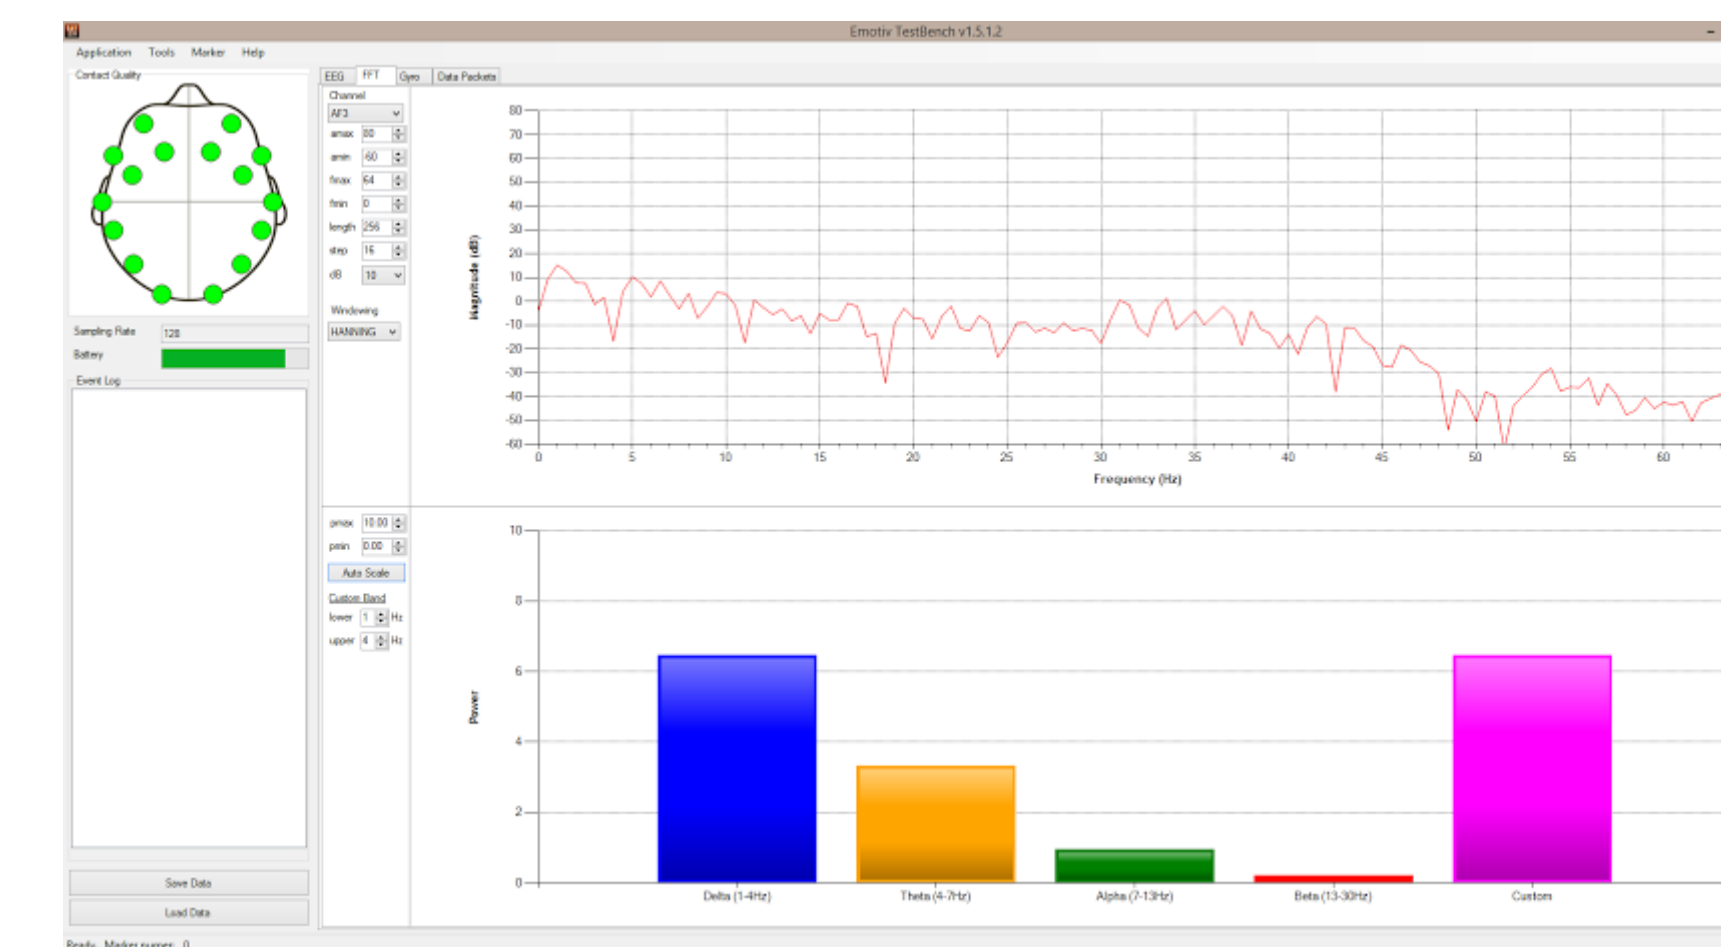 Emotiv TestBench v1.5.1.2
Application Tools Marker Help
Contact Quality
EEG FFT Gyro Data Packets
Channel
AF3
amax 80
amin -60
fmax 64
fmin 0
length 256
step 16
dB 10
Windowing
HANNING
Magnitude (dB)
80
70
60
50
40
30
20
10
0
-10
-20
-30
-40
-50
-60
0 5 10 15 20 25 30 35 40 45 50 55 60
Frequency (Hz)
Sampling Rate 128
Battery
Event Log
pmax 10.00
pmin 0.00
Auto Scale
Custom Band
lower 1 Hz
upper 4 Hz
Power
10
8
6
4
2
0
Delta (1-4Hz) Theta (4-7Hz) Alpha (7-13Hz) Beta (13-30Hz) Custom
Save Data
Load Data